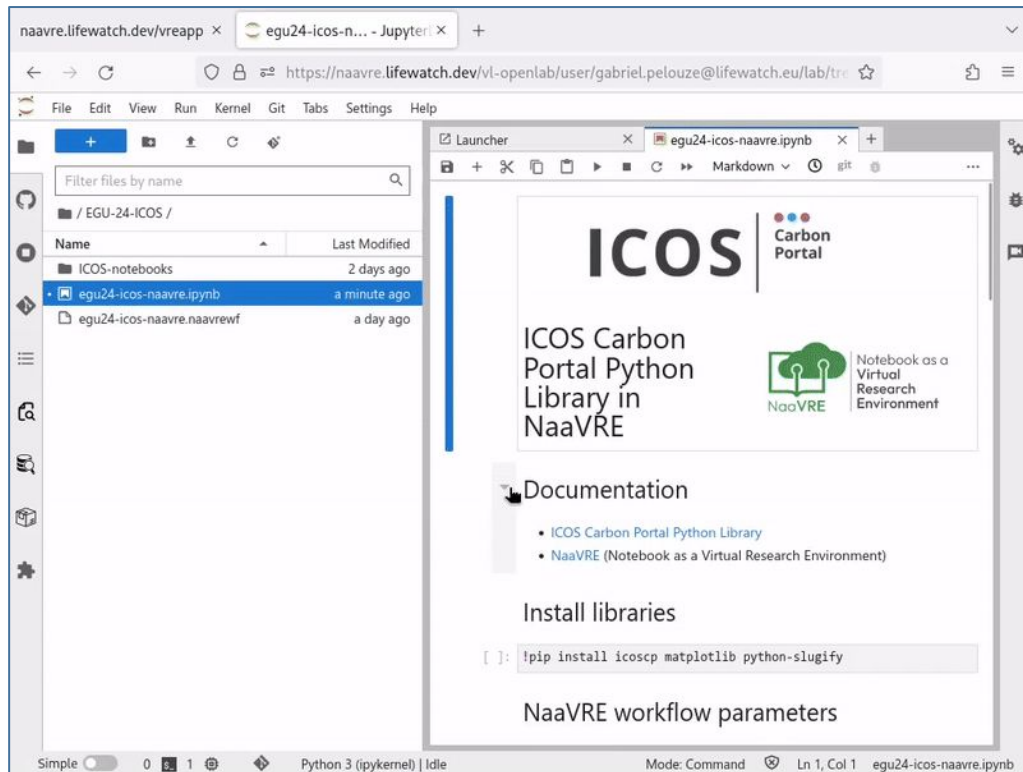 naavre.lifewatch.dev/vreapp
egu24-icos-n... - Jupyter
https://naavre.lifewatch.dev/vl-openlab/user/gabriel.pelouze@lifewatch.eu/lab/tre
File Edit View Run Kernel Git Tabs Settings Help
Filter files by name
/ EGU-24-ICOS /
Name Last Modified
ICOS-notebooks 2 days ago
egu24-icos-naavre.ipynb a minute ago
egu24-icos-naavre.naavrewf a day ago
Launcher egu24-icos-naavre.ipynb
Markdown git
ICOS
Carbon
Portal
ICOS Carbon
Portal Python
Library in
NaaVRE
NaaVRE
Notebook as a
Virtual
Research
Environment
Documentation
• ICOS Carbon Portal Python Library
• NaaVRE (Notebook as a Virtual Research Environment)
Install libraries
[ ]: !pip install icoscp matplotlib python-slugify
NaaVRE workflow parameters
Simple 0 $_ 1 Python 3 (ipykernel) | Idle Mode: Command Ln 1, Col 1 egu24-icos-naavre.ipynb